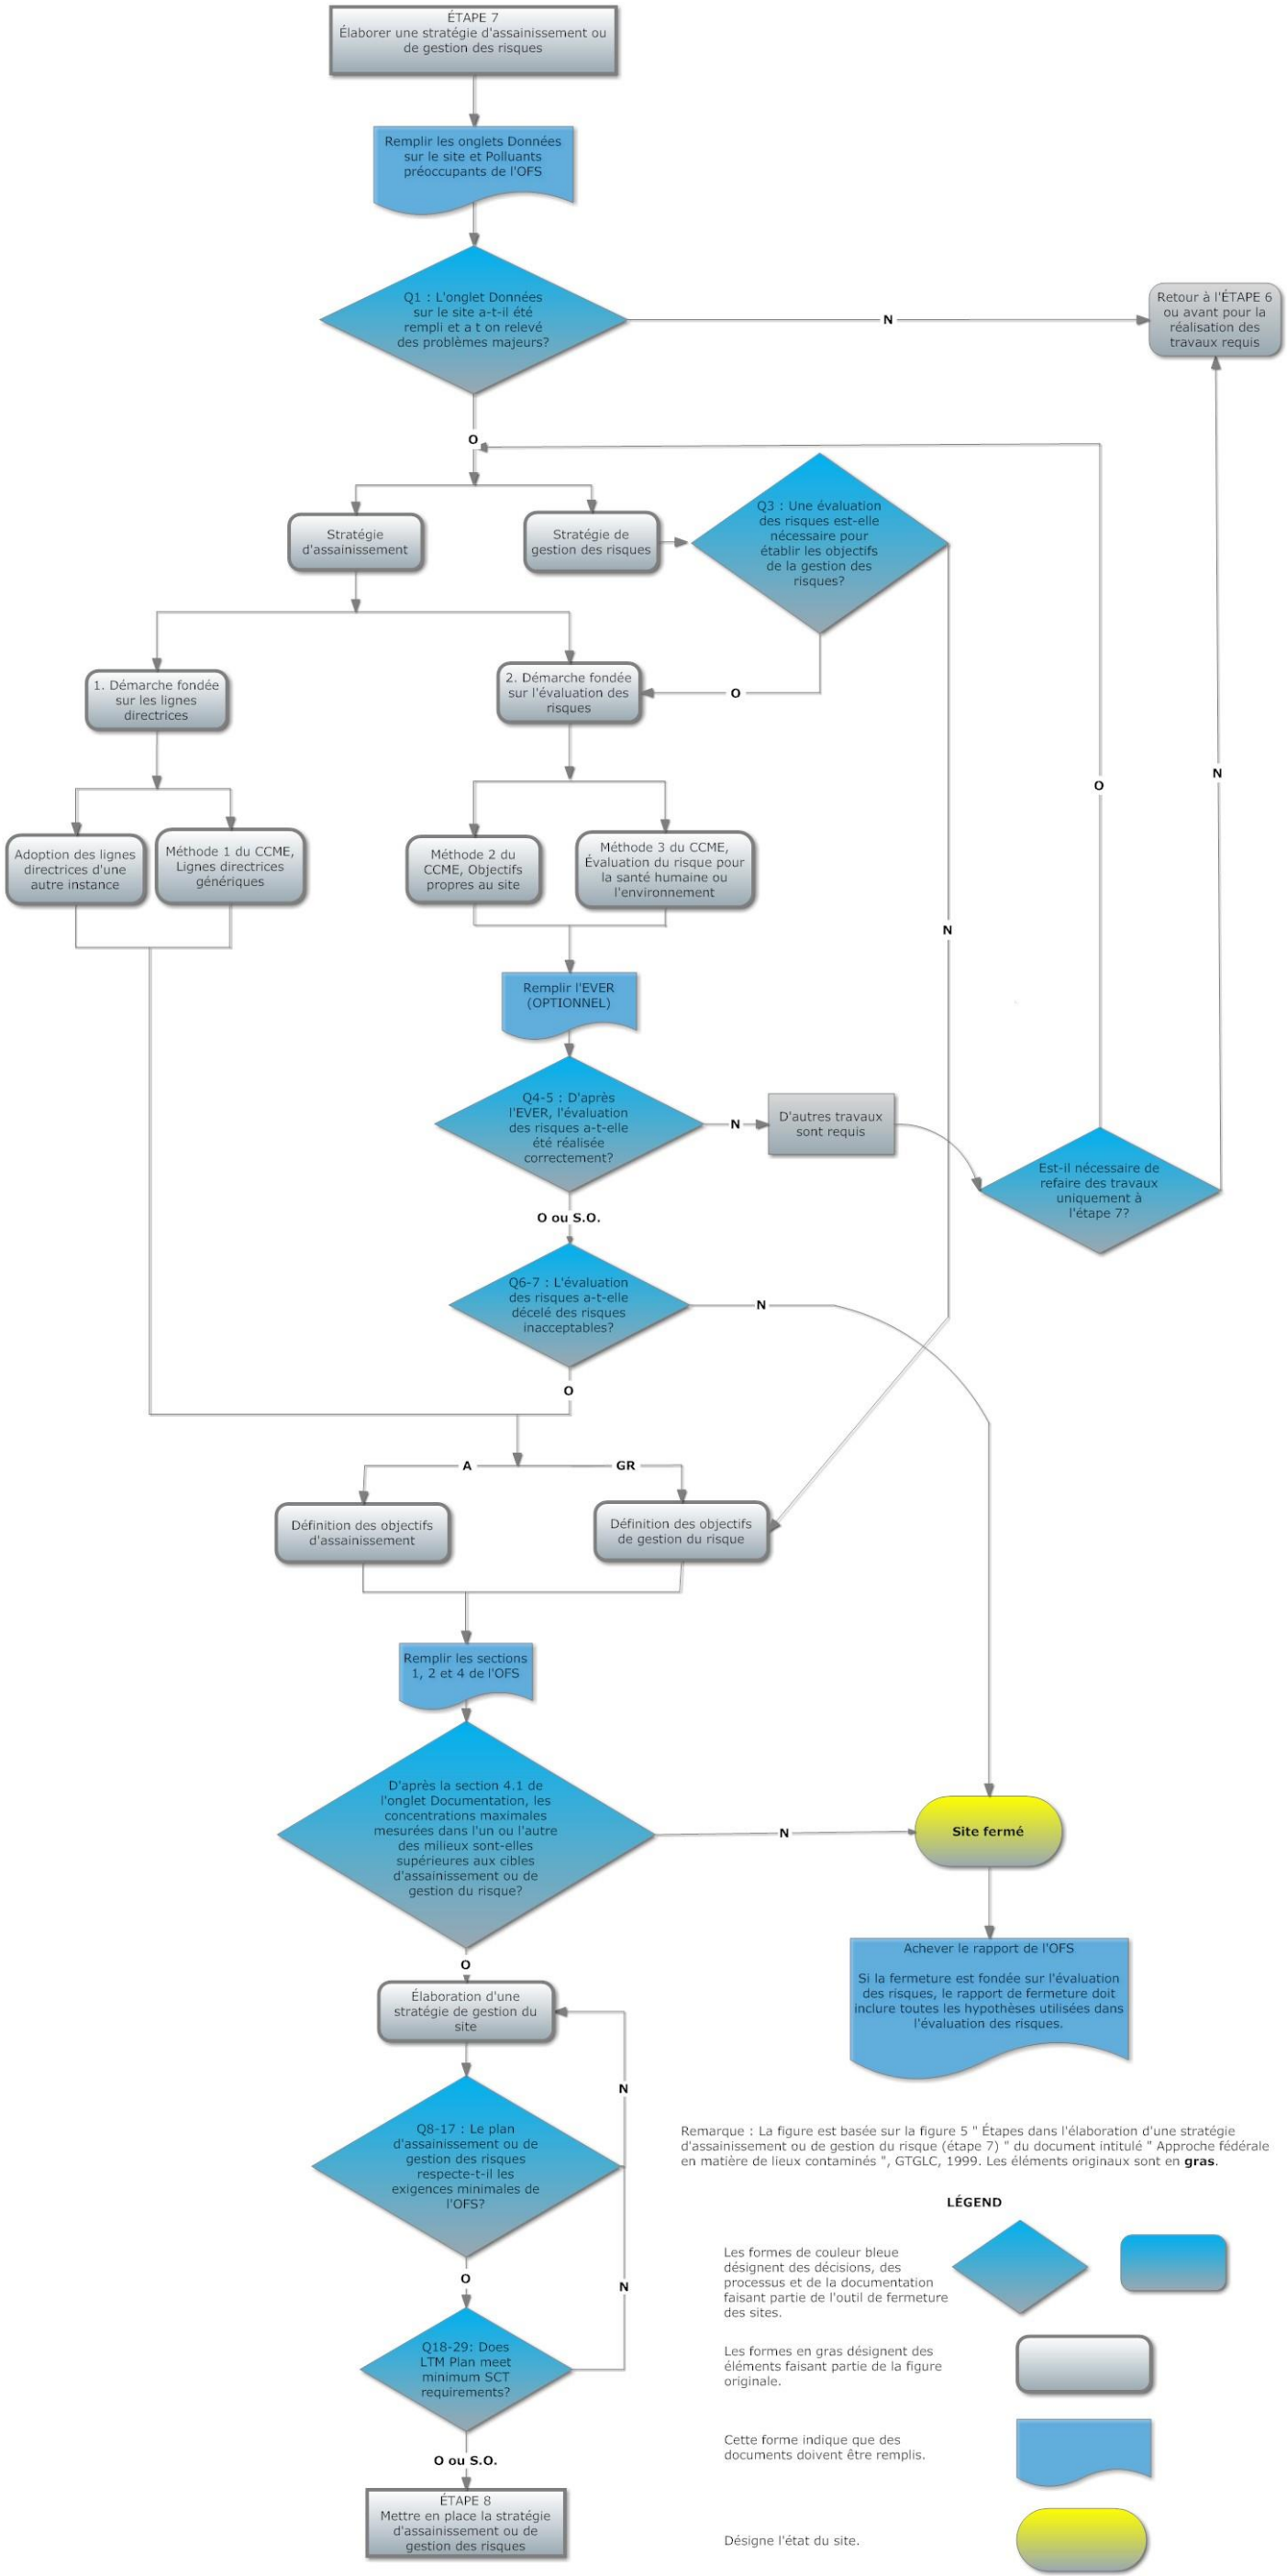 ÉTAPE 7
Élaborer une stratégie d'assainissement ou
de gestion des risques
Remplir les onglets Données
sur le site et Polluants
préoccupants de l'OFS
Q1 : L'onglet Données
sur le site a-t-il été
rempli et a t on relevé
des problèmes majeurs?
N
Retour à l'ÉTAPE 6
ou avant pour la
réalisation des
travaux requis
O
Stratégie
d'assainissement
Stratégie de
gestion des risques
Q3 : Une évaluation
des risques est-elle
nécessaire pour
établir les objectifs
de la gestion des
risques?
1. Démarche fondée
sur les lignes
directrices
2. Démarche fondée
sur l'évaluation des
risques
O
N
O
Adoption des lignes
directrices d'une
autre instance
Méthode 1 du CCME,
Lignes directrices
génériques
Méthode 2 du
CCME, Objectifs
propres au site
Méthode 3 du CCME,
Évaluation du risque pour
la santé humaine ou
l'environnement
N
Remplir l'EVER
(OPTIONNEL)
Q4-5 : D'après
l'EVER, l'évaluation
des risques a-t-elle
été réalisée
correctement?
N
D'autres travaux
sont requis
Est-il nécessaire de
refaire des travaux
uniquement à
l'étape 7?
O ou S.O.
Q6-7 : L'évaluation
des risques a-t-elle
décelé des risques
inacceptables?
N
O
A
GR
Définition des objectifs
d'assainissement
Définition des objectifs
de gestion du risque
Remplir les sections
1, 2 et 4 de l'OFS
D'après la section 4.1 de
l'onglet Documentation, les
concentrations maximales
mesurées dans l'un ou l'autre
des milieux sont-elles
supérieures aux cibles
d'assainissement ou de
gestion du risque?
N
Site fermé
Achever le rapport de l'OFS
Si la fermeture est fondée sur l'évaluation
des risques, le rapport de fermeture doit
inclure toutes les hypothèses utilisées dans
l'évaluation des risques.
O
Élaboration d'une
stratégie de gestion du
site
N
Q8-17 : Le plan
d'assainissement ou de
gestion des risques
respecte-t-il les
exigences minimales de
l'OFS?
O
N
Q18-29: Does
LTM Plan meet
minimum SCT
requirements?
O ou S.O.
ÉTAPE 8
Mettre en place la stratégie
d'assainissement ou de
gestion des risques
Remarque : La figure est basée sur la figure 5 " Étapes dans l'élaboration d'une stratégie
d'assainissement ou de gestion du risque (étape 7) " du document intitulé " Approche fédérale
en matière de lieux contaminés ", GTGLC, 1999. Les éléments originaux sont en gras.
LÉGEND
Les formes de couleur bleue
désignent des décisions, des
processus et de la documentation
faisant partie de l'outil de fermeture
des sites.
Les formes en gras désignent des
éléments faisant partie de la figure
originale.
Cette forme indique que des
documents doivent être remplis.
Désigne l'état du site.